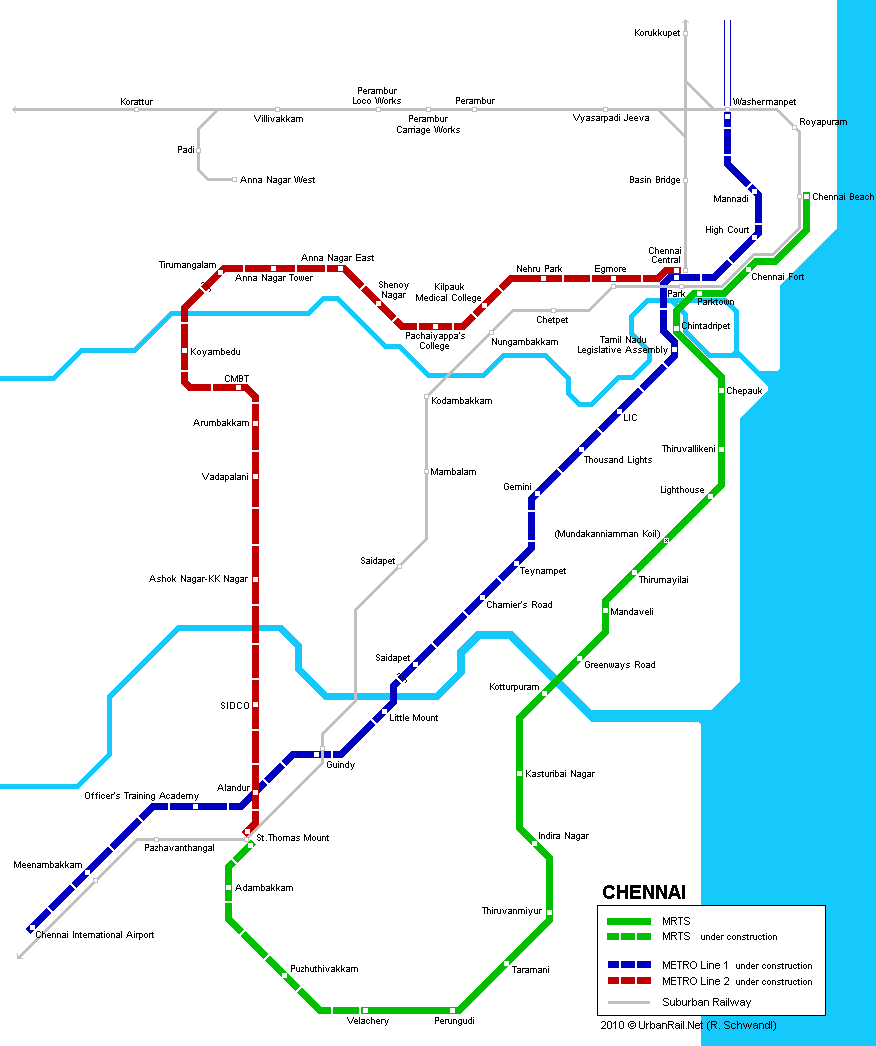 Korukkupet
Korattur
Perambur
Loco Works
Perambur
Washermanpet
Villivakkam
Perambur
Carriage Works
Vyasarpadi Jeeva
Royapuram
Padi
Anna Nagar West
Basin Bridge
Mannadi
Chennai Beach
High Court
Chennai
Central
Tirumangalam
Anna Nagar East
Anna Nagar Tower
Nehru Park
Egmore
Chennai Fort
Shenoy
Nagar
Kilpauk
Medical College
Park
Parktown
Pachaiyappa's
College
Chetpet
Nungambakkam
Chintadripet
Tamil Nadu
Legislative Assembly
Koyambedu
CMBT
Kodambakkam
Chepauk
Arumbakkam
LIC
Thiruvallikeni
Thousand Lights
Mambalam
Vadapalani
Gemini
Lighthouse
(Mundakanniamman Koil)
Saidapet
Teynampet
Ashok Nagar-KK Nagar
Thirumayilai
Chamier's Road
Mandaveli
Saidapet
Greenways Road
Kotturpuram
SIDCO
Little Mount
Guindy
Kasturibai Nagar
Alandur
Officer's Training Academy
St.Thomas Mount
Indira Nagar
Pazhavanthangal
Meenambakkam
Adambakkam
Thiruvanmiyur
Chennai International Airport
Puzhuthivakkam
Taramani
Velachery
Perungudi
CHENNAI
MRTS
MRTS under construction
METRO Line 1 under construction
METRO Line 2 under construction
Suburban Railway
2010 © UrbanRail.Net (R. Schwandl)